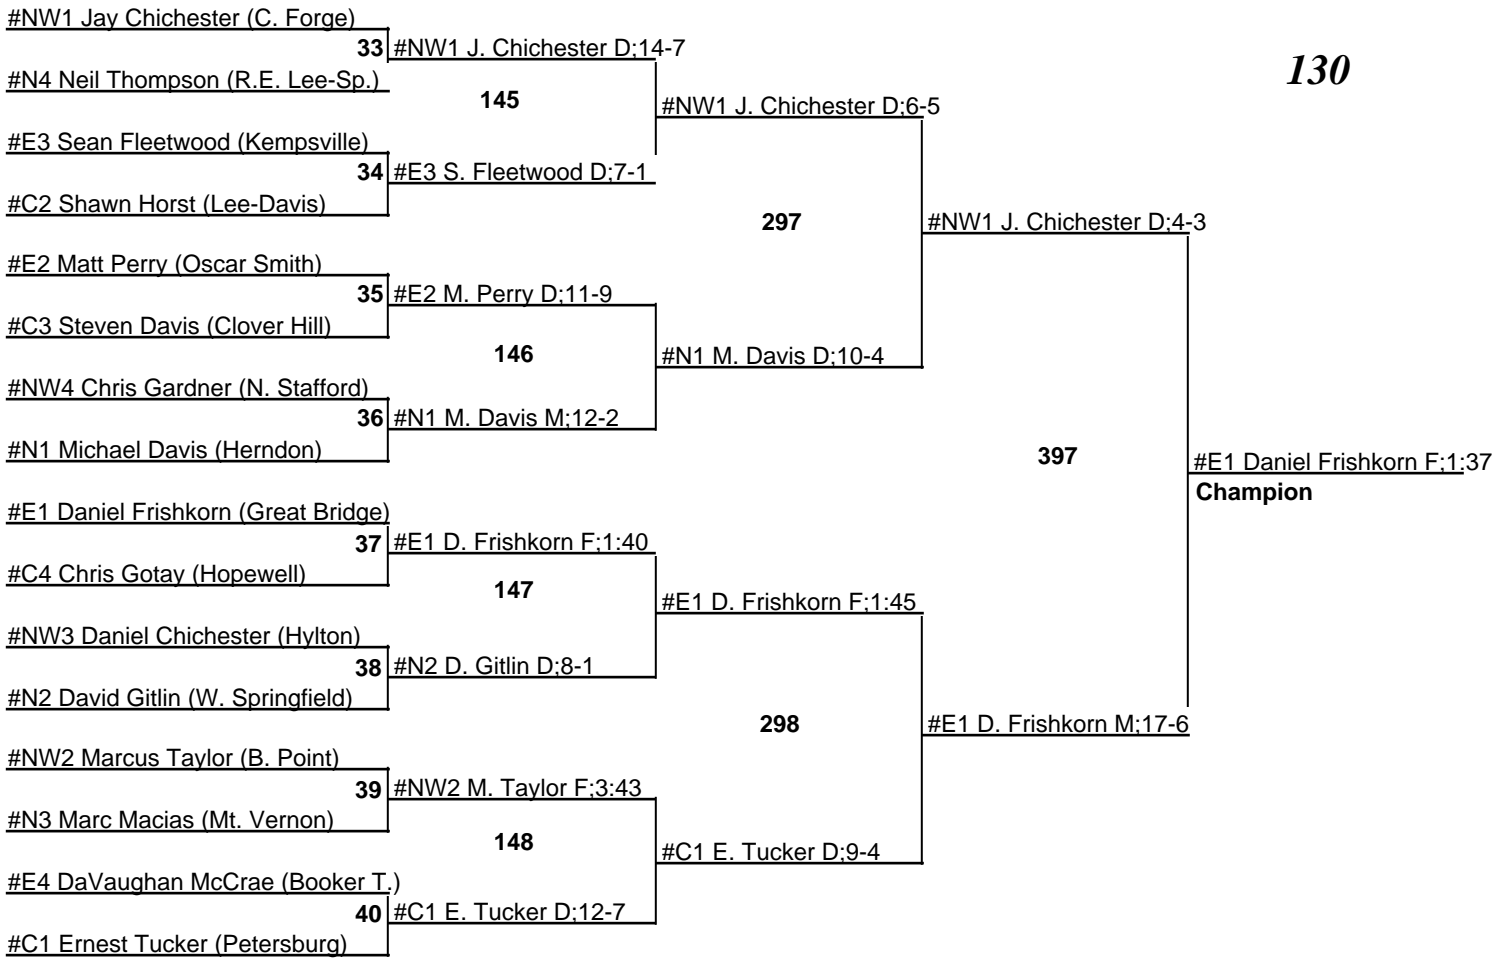 #NW1 Jay Chichester (C. Forge)
33 #NW1 J. Chichester D;14-7
130
#N4 Neil Thompson (R.E. Lee-Sp.)
145
#NW1 J. Chichester D;6-5
#E3 Sean Fleetwood (Kempsville)
34 #E3 S. Fleetwood D;7-1
#C2 Shawn Horst (Lee-Davis)
297
#NW1 J. Chichester D;4-3
#E2 Matt Perry (Oscar Smith)
35 #E2 M. Perry D;11-9
#C3 Steven Davis (Clover Hill)
146
#N1 M. Davis D;10-4
#NW4 Chris Gardner (N. Stafford)
36 #N1 M. Davis M;12-2
#N1 Michael Davis (Herndon)
397
#E1 Daniel Frishkorn F;1:37
Champion
#E1 Daniel Frishkorn (Great Bridge)
37 #E1 D. Frishkorn F;1:40
#C4 Chris Gotay (Hopewell)
147
#E1 D. Frishkorn F;1:45
#NW3 Daniel Chichester (Hylton)
38 #N2 D. Gitlin D;8-1
#N2 David Gitlin (W. Springfield)
298
#E1 D. Frishkorn M;17-6
#NW2 Marcus Taylor (B. Point)
39 #NW2 M. Taylor F;3:43
#N3 Marc Macias (Mt. Vernon)
148
#C1 E. Tucker D;9-4
#E4 DaVaughan McCrae (Booker T.)
40 #C1 E. Tucker D;12-7
#C1 Ernest Tucker (Petersburg)